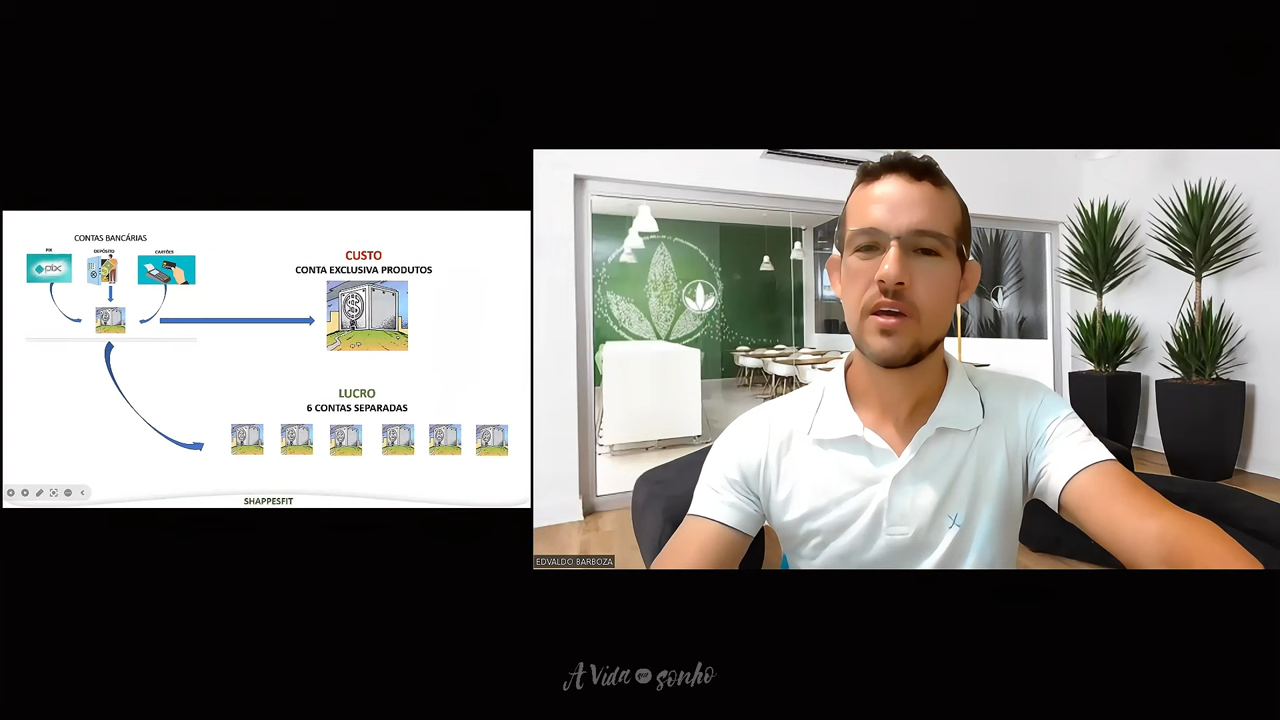 CONTAS BANCÁRIAS
PIX
DEPÓSITO
CARTÕES
pix
CUSTO
CONTA EXCLUSIVA PRODUTOS
LUCRO
6 CONTAS SEPARADAS
SHAPPESFIT
EDVALDO BARBOZA
A Vida por sonho